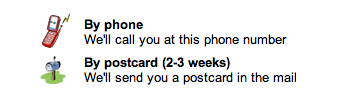 By phone
We'll call you at this phone number
By postcard (2-3 weeks)
We'll send you a postcard in the mail